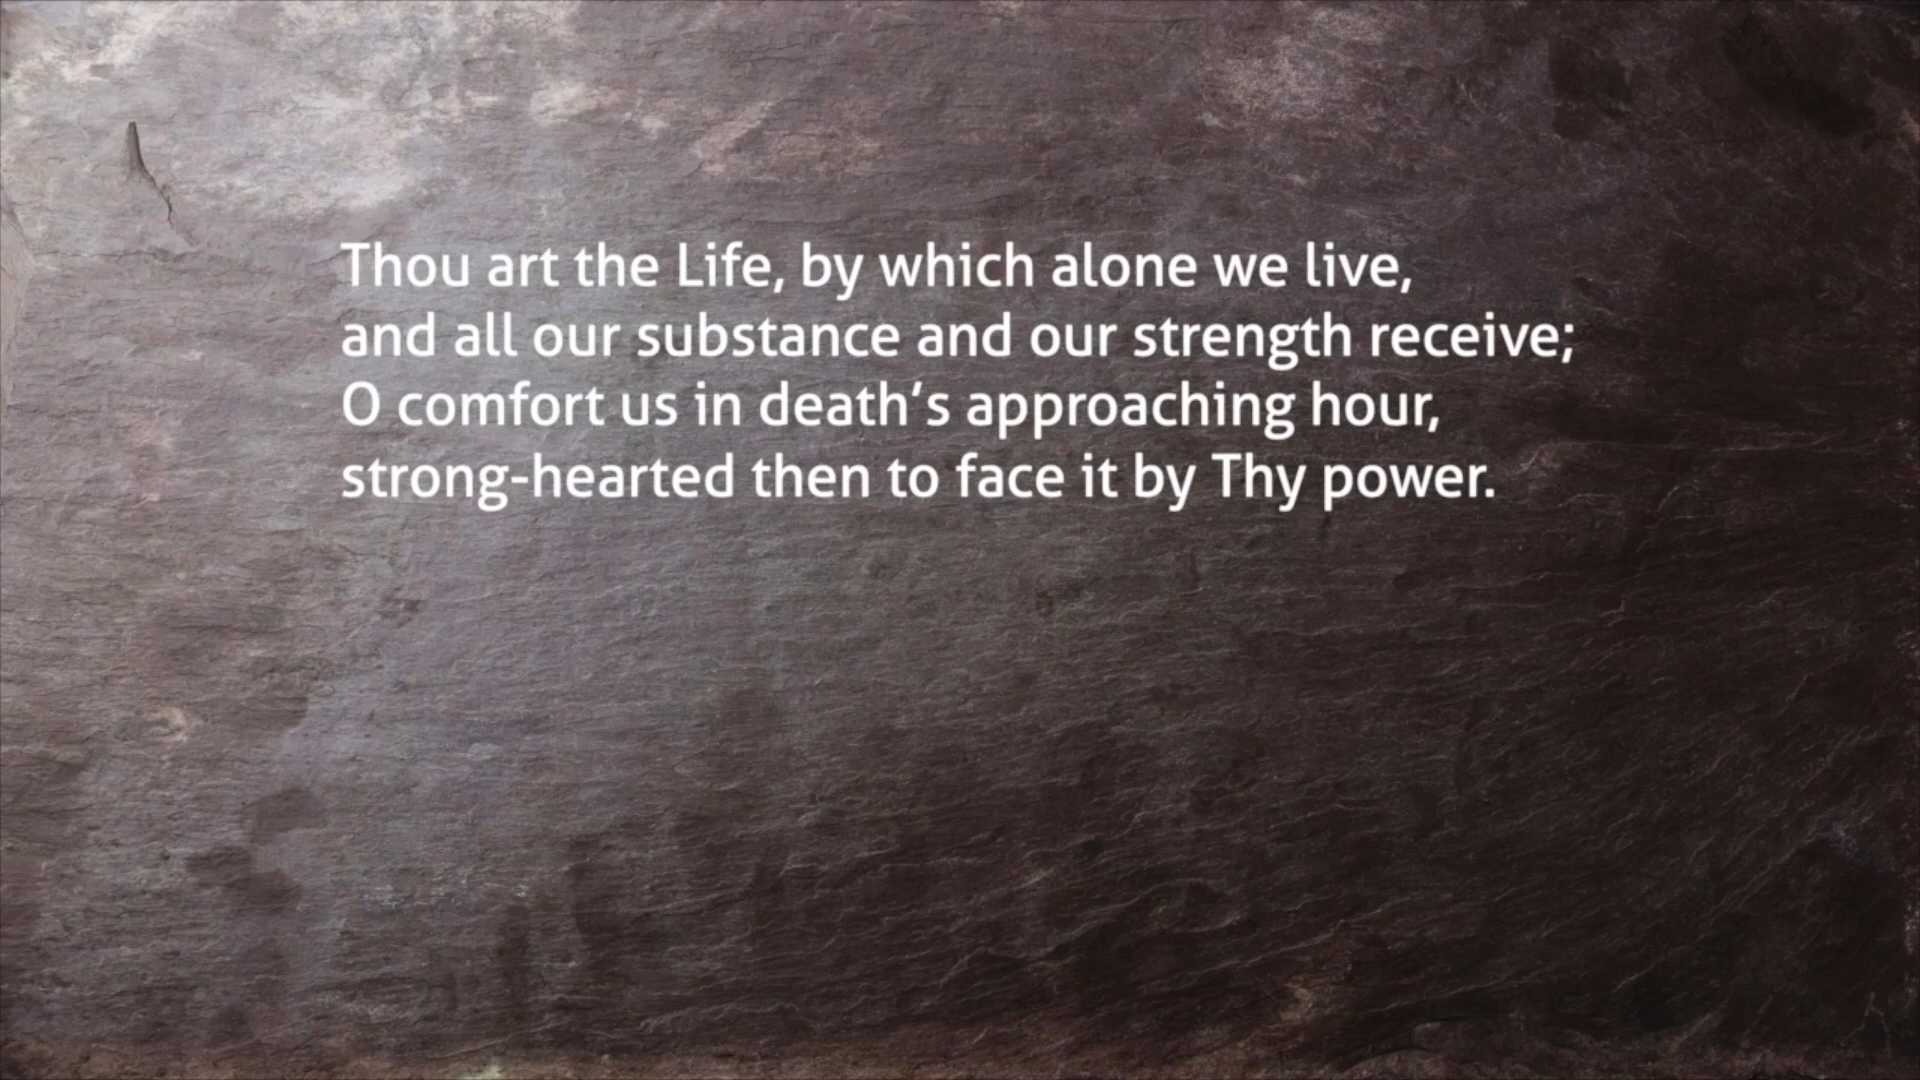 Thou art the Life, by which alone we live,
and all our substance and our strength receive;
O comfort us in death’s approaching hour,
strong-hearted then to face it by Thy power.